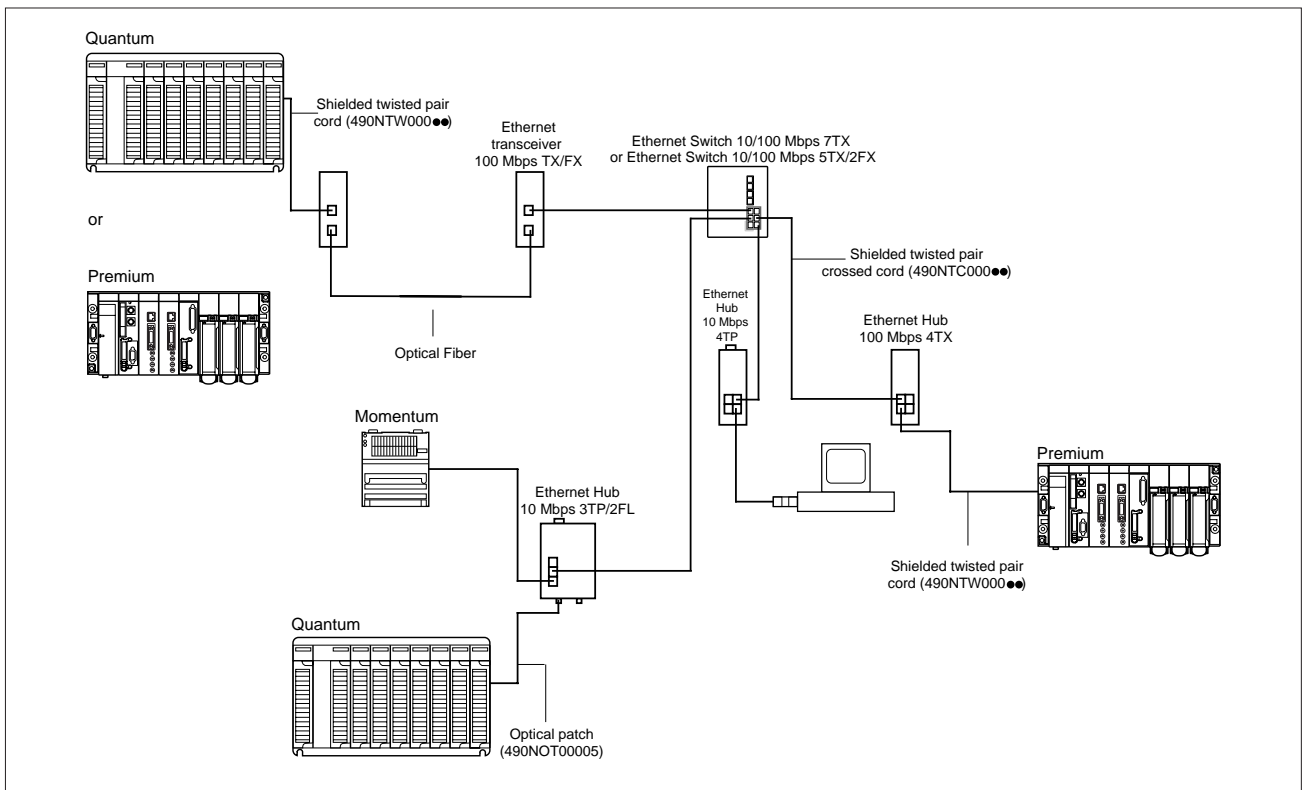 Quantum
Shielded twisted pair
cord (490NTW000●●)
Ethernet
transceiver
100 Mbps TX/FX
Ethernet Switch 10/100 Mbps 7TX
or Ethernet Switch 10/100 Mbps 5TX/2FX
or
Premium
Optical Fiber
Shielded twisted pair
crossed cord (490NTC000●●)
Ethernet
Hub
10 Mbps
4TP
Ethernet Hub
100 Mbps 4TX
Momentum
Ethernet Hub
10 Mbps 3TP/2FL
Premium
Shielded twisted pair
cord (490NTW000●●)
Quantum
Optical patch
(490NOT00005)